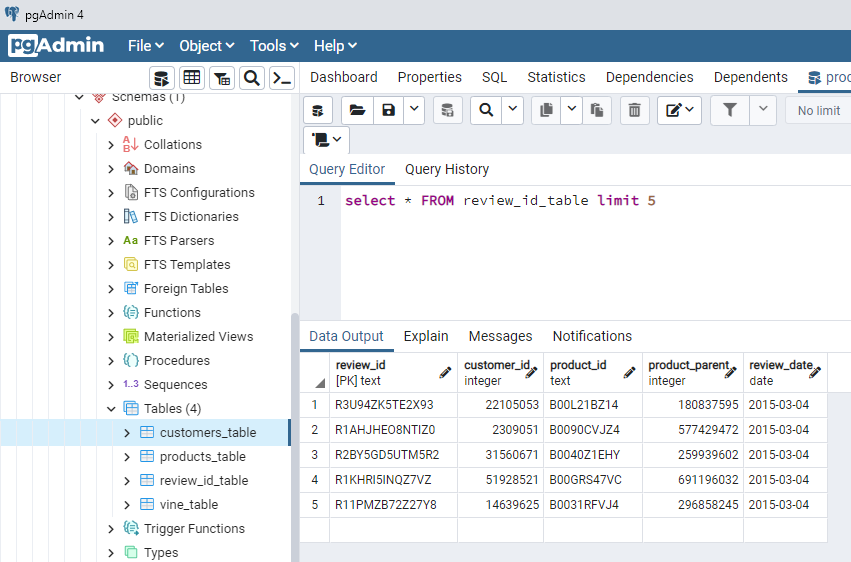 pgAdmin 4
pgAdmin File Object Tools Help
Browser Dashboard Properties SQL Statistics Dependencies Dependents
Schemas (1)
public
Collations
Domains
FTS Configurations
FTS Dictionaries
Aa FTS Parsers
FTS Templates
Foreign Tables
Functions
Materialized Views
Procedures
1..3 Sequences
Tables (4)
customers_table
products_table
review_id_table
vine_table
Trigger Functions
Types
No limit
Query Editor Query History
1 select * FROM review_id_table limit 5
Data Output Explain Messages Notifications
review_id customer_id product_id product_parent review_date
[PK] text integer text integer date
1 R3U94ZK5TE2X93 22105053 B00L21BZ14 180837595 2015-03-04
2 R1AHJHEO8NTIZ0 2309051 B0090CVJZ4 577429472 2015-03-04
3 R2BY5GD5UTM5R2 31560671 B0040Z1EHY 259939602 2015-03-04
4 R1KHRI5INQZ7VZ 51928521 B00GRS47VC 691196032 2015-03-04
5 R11PMZB72Z27Y8 14639625 B0031RFVJ4 296858245 2015-03-04